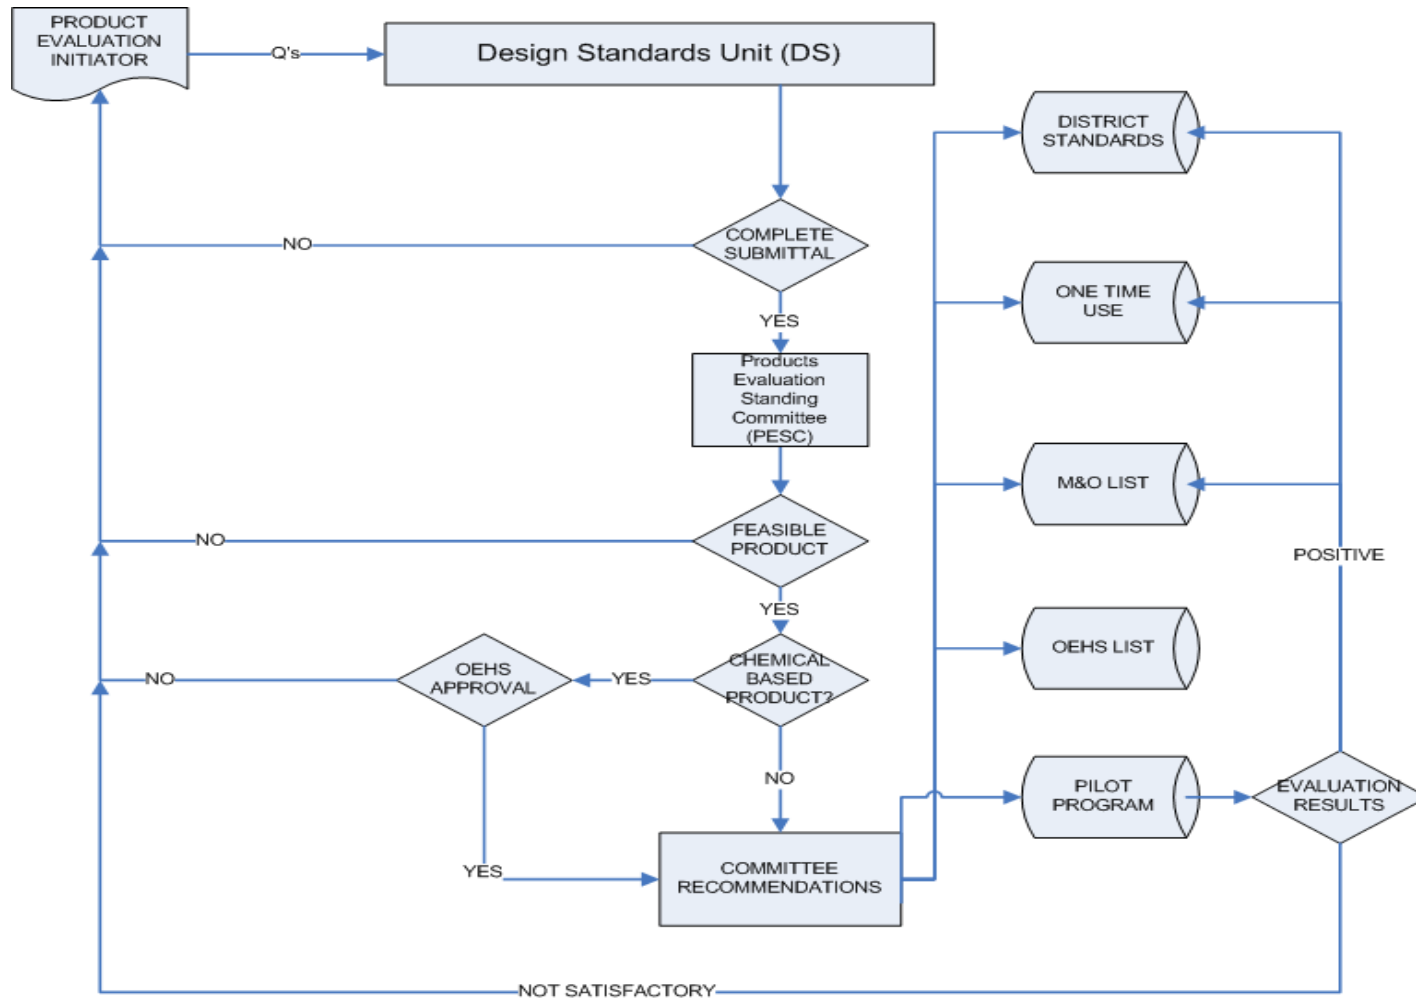 PRODUCT
EVALUATION
INITIATOR
Q's
Design Standards Unit (DS)
DISTRICT
STANDARDS
COMPLETE
SUBMITTAL
NO
YES
ONE TIME
USE
Products
Evaluation
Standing
Committee
(PESC)
M&O LIST
FEASIBLE
PRODUCT
NO
POSITIVE
YES
OEHS LIST
CHEMICAL
BASED
PRODUCT?
YES
OEHS
APPROVAL
NO
NO
PILOT
PROGRAM
EVALUATION
RESULTS
YES
COMMITTEE
RECOMMENDATIONS
NOT SATISFACTORY